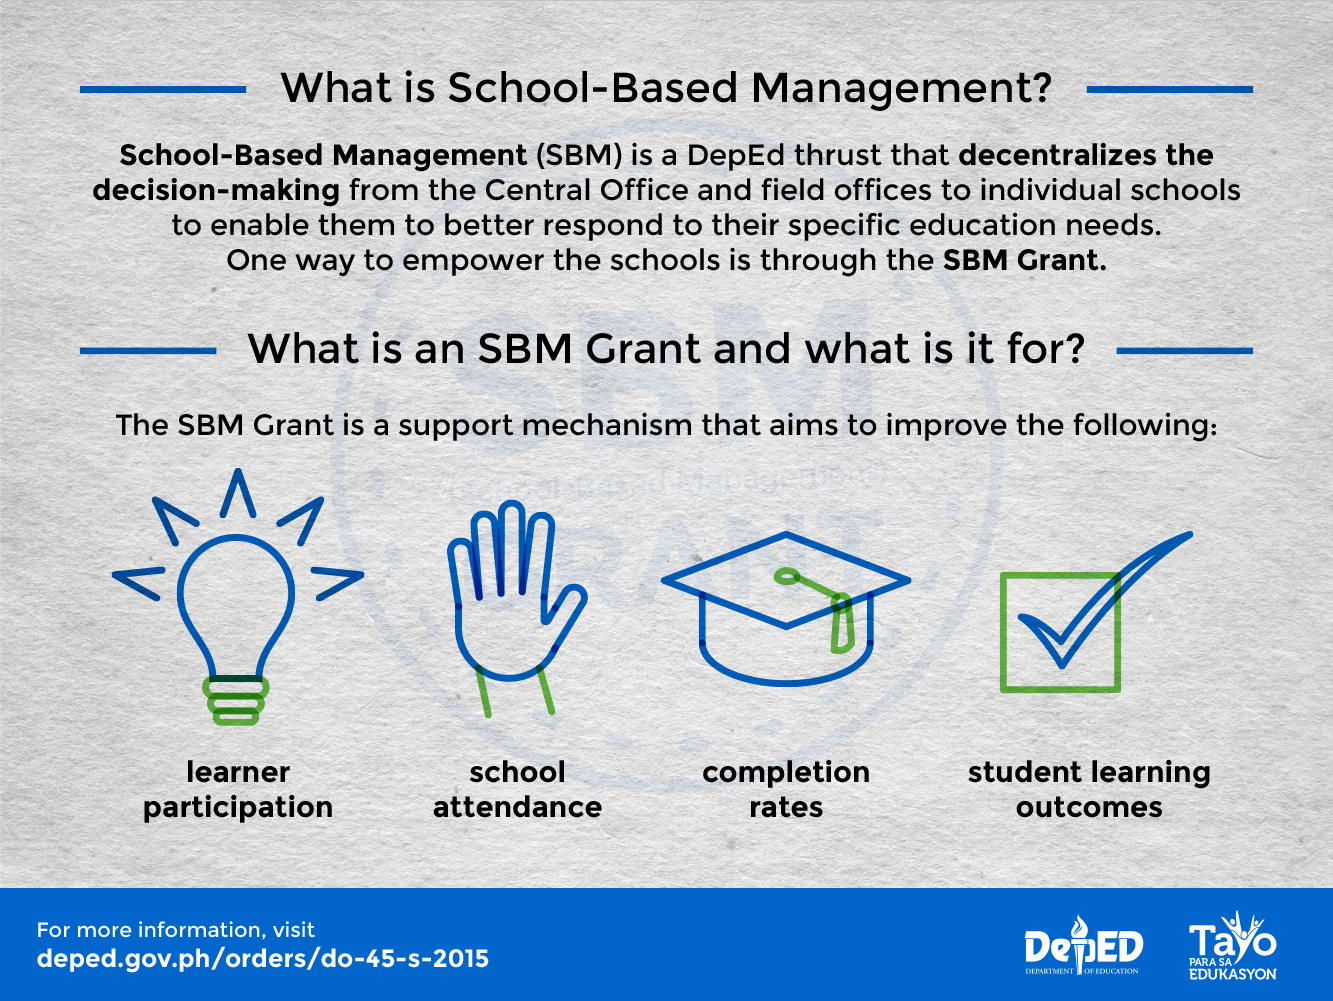 What is School-Based Management?
School-Based Management (SBM) is a DepEd thrust that decentralizes the
decision-making from the Central Office and field offices to individual schools
to enable them to better respond to their specific education needs.
One way to empower the schools is through the SBM Grant.
SBM
(School-Based Management)
GRANT
What is an SBM Grant and what is it for?
The SBM Grant is a support mechanism that aims to improve the following:
learner
participation
school
attendance
completion
rates
student learning
outcomes
For more information, visit
deped.gov.ph/orders/do-45-s-2015
DepED
DEPARTMENT OF EDUCATION
Tayo
PARA SA
EDUKASYON